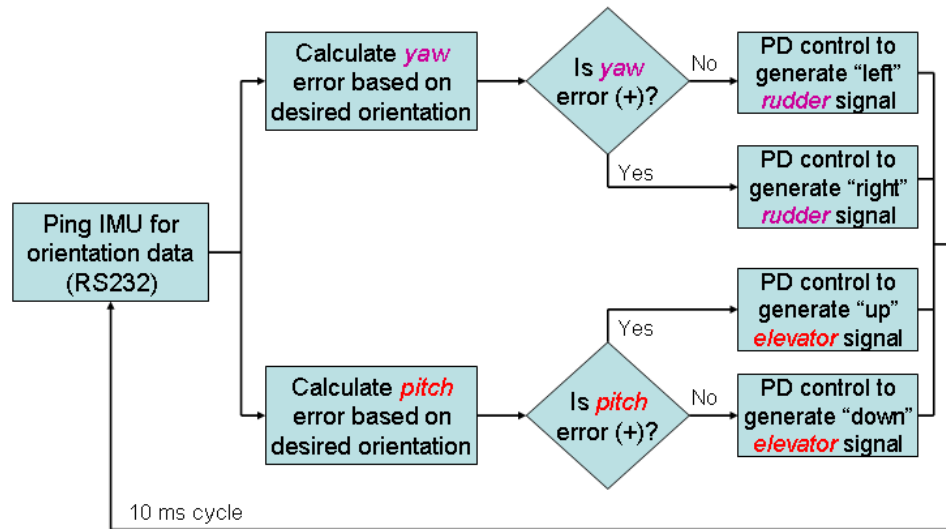 Calculate yaw
error based on
desired orientation
Is yaw
error (+)?
No
PD control to
generate “left”
rudder signal
Yes
PD control to
generate “right”
rudder signal
Ping IMU for
orientation data
(RS232)
Yes
PD control to
generate “up”
elevator signal
Calculate pitch
error based on
desired orientation
Is pitch
error (+)?
No
PD control to
generate “down”
elevator signal
10 ms cycle